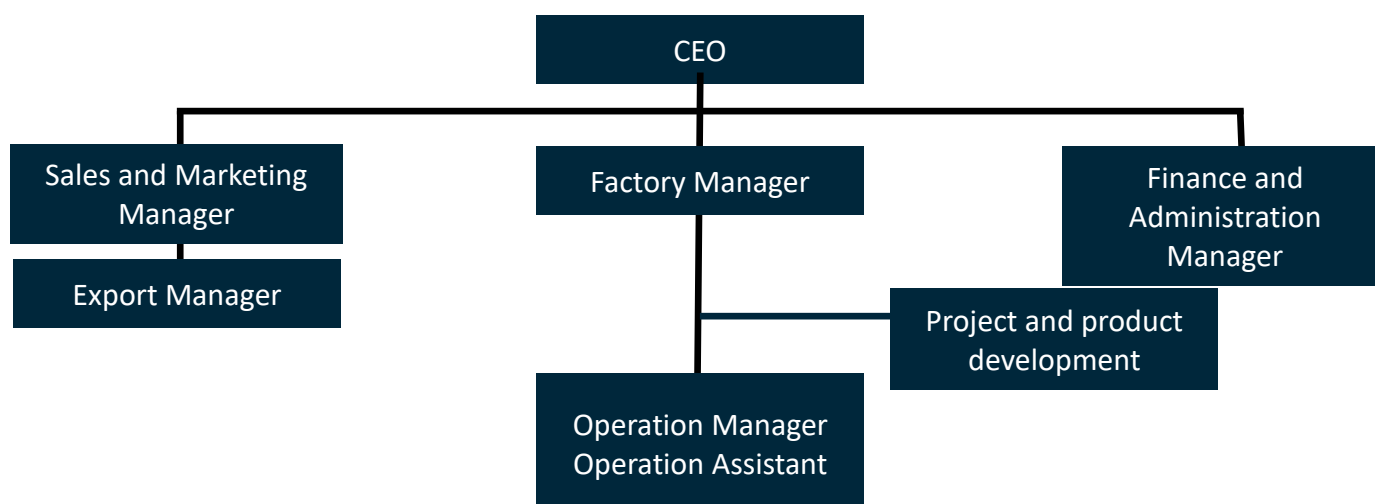 CEO
Sales and Marketing
Manager
Factory Manager
Finance and
Administration
Manager
Export Manager
Project and product
development
Operation Manager
Operation Assistant